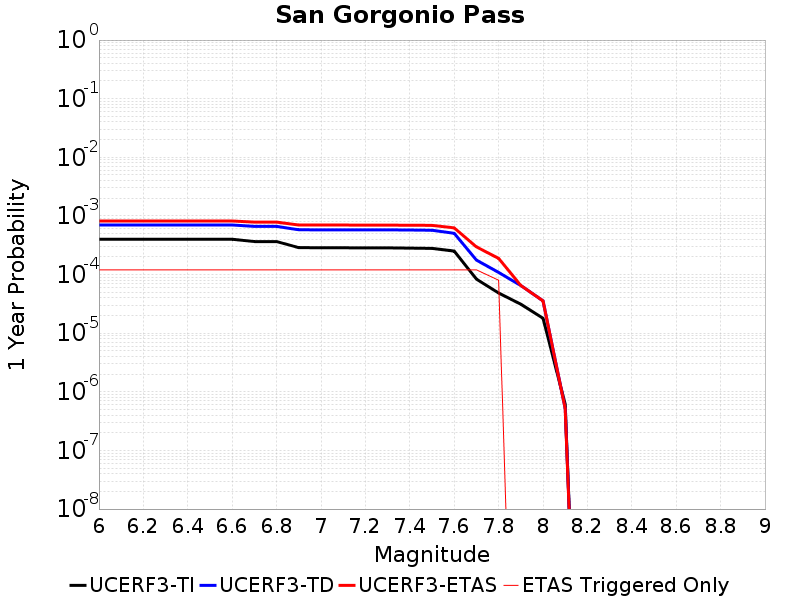 San Gorgonio Pass
1 Year Probability
10^0
10^-1
10^-2
10^-3
10^-4
10^-5
10^-6
10^-7
10^-8
6 6.2 6.4 6.6 6.8 7 7.2 7.4 7.6 7.8 8 8.2 8.4 8.6 8.8 9
Magnitude
UCERF3-TI UCERF3-TD UCERF3-ETAS ETAS Triggered Only